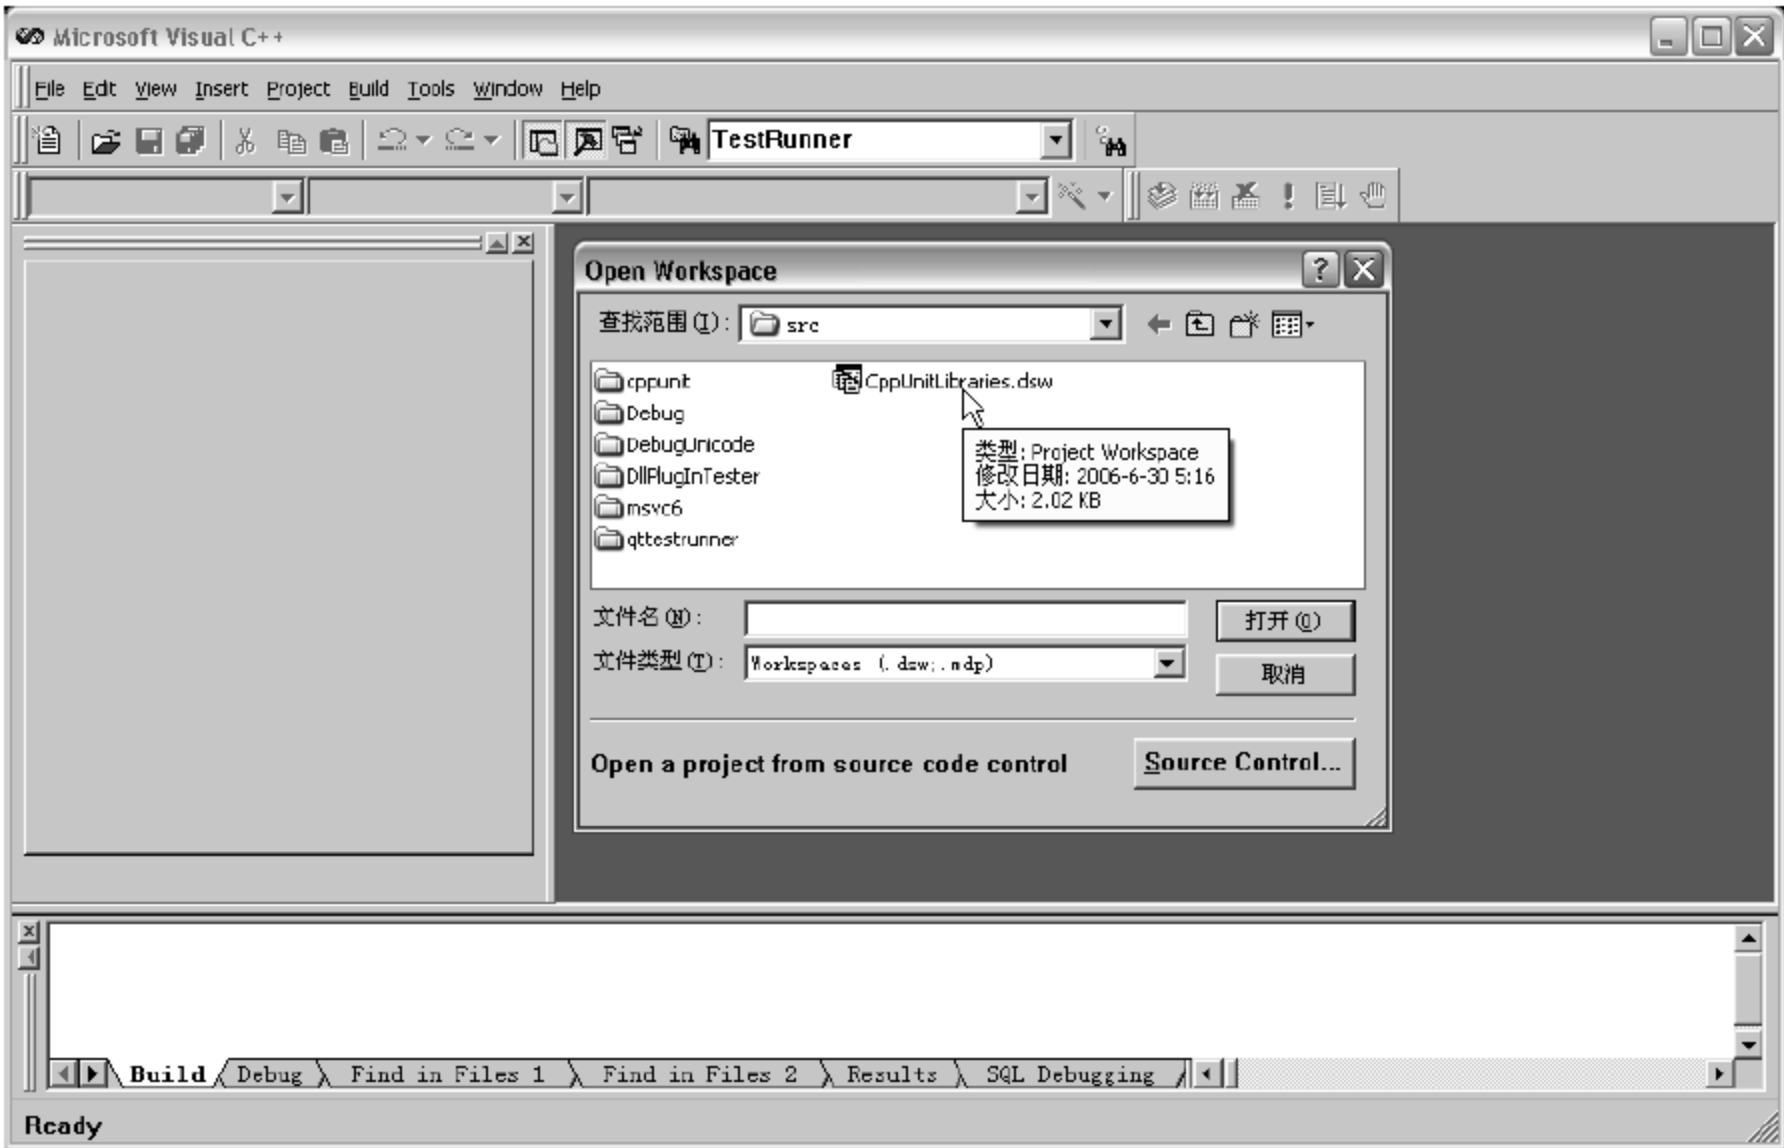 Microsoft Visual C++
File Edit View Insert Project Build Tools Window Help
TestRunner
Open Workspace
查找范围(I): src
cppunit
Debug
DebugUnicode
DllPlugInTester
msvc6
qttestrunner
CppUnitLibraries.dsw
类型: Project Workspace
修改日期: 2006-6-30 5:16
大小: 2.02 KB
文件名(N):
打开(O)
文件类型(T): Workspaces (.dsw;.mdp)
取消
Open a project from source code control
Source Control...
Build Debug Find in Files 1 Find in Files 2 Results SQL Debugging
Ready